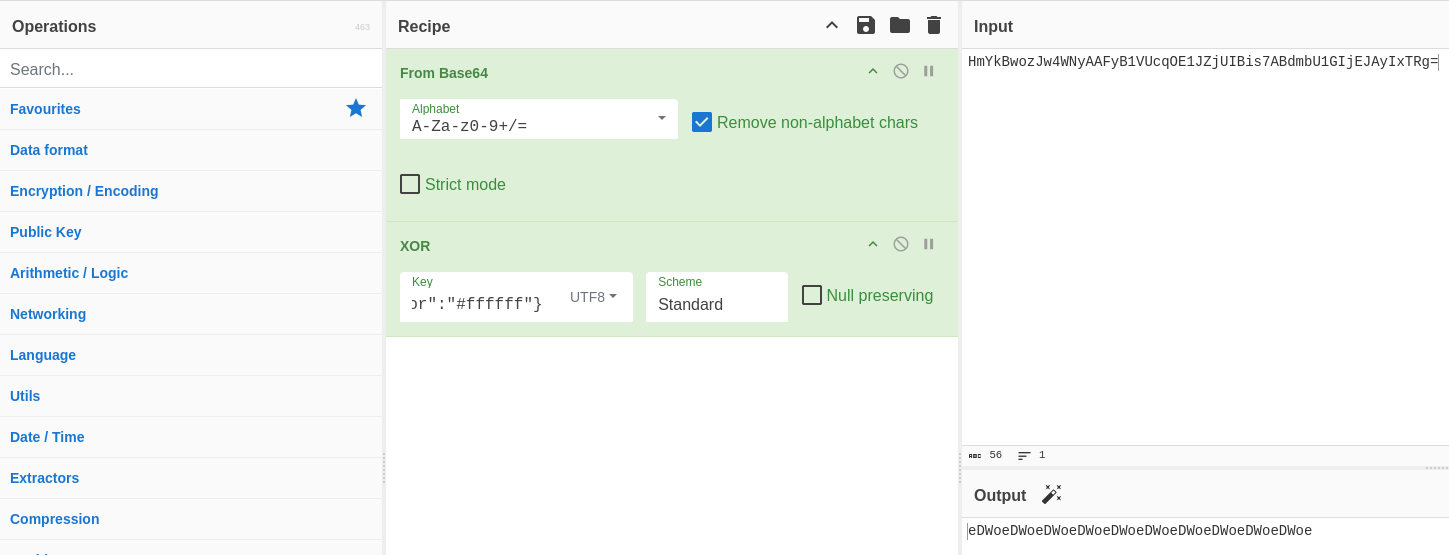 Operations
463
Recipe
Input
Search...
Favourites
Data format
Encryption / Encoding
Public Key
Arithmetic / Logic
Networking
Language
Utils
Date / Time
Extractors
Compression
From Base64
Alphabet
A-Za-z0-9+/=
Remove non-alphabet chars
Strict mode
XOR
Key
or":"#ffffff"}
UTF8
Scheme
Standard
Null preserving
HmYkBwozJw4WNyAAFyB1VUcqOE1JZjUIBis7ABdmbU1GIjEJAyIxTRg=
ABC 56 1
Output
eDWoeDWoeDWoeDWoeDWoeDWoeDWoeDWoeDWoeDWoe